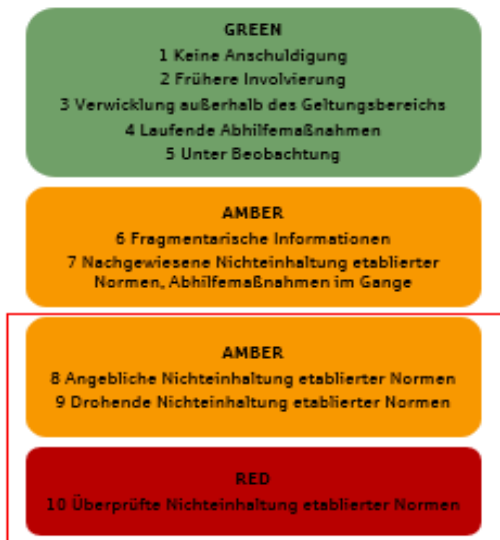 GREEN
1 Keine Anschuldigung
2 Frühere Involvierung
3 Verwicklung außerhalb des Geltungsbereichs
4 Laufende Abhilfemaßnahmen
5 Unter Beobachtung
AMBER
6 Fragmentarische Informationen
7 Nachgewiesene Nichteinhaltung etablierter
Normen, Abhilfemaßnahmen im Gange
AMBER
8 Angebliche Nichteinhaltung etablierter Normen
9 Drohende Nichteinhaltung etablierter Normen
RED
10 Überprüfte Nichteinhaltung etablierter Normen